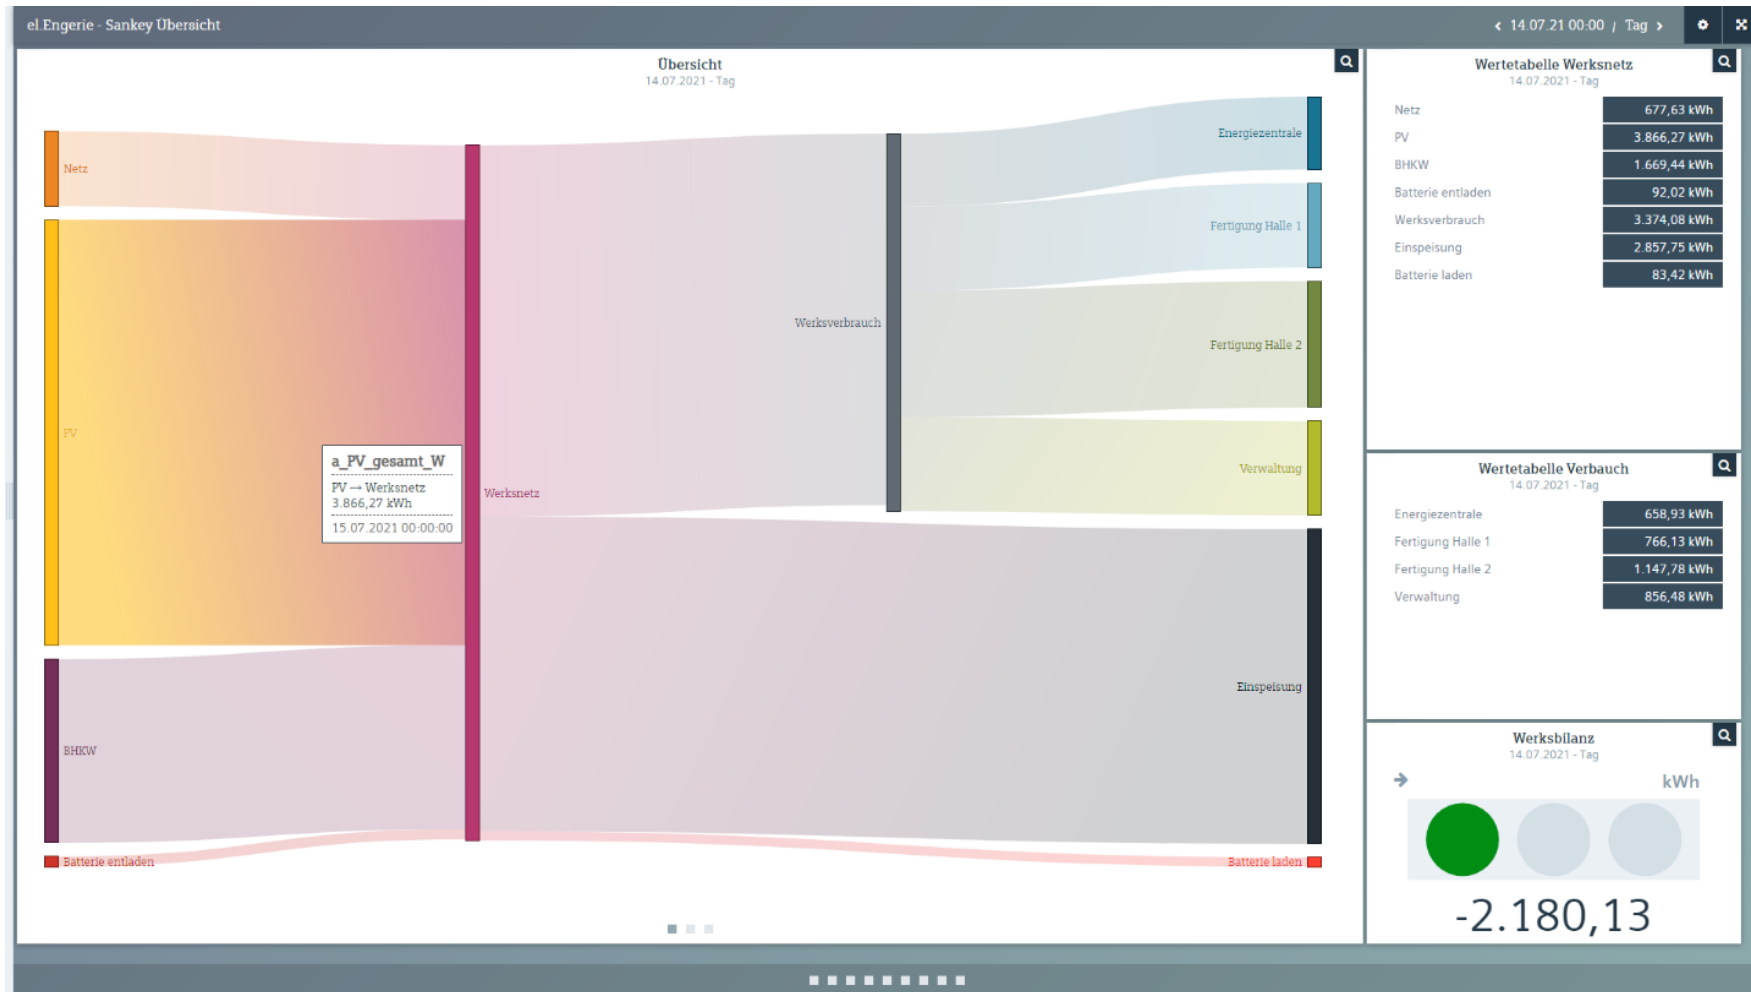 el.Engerie - Sankey Übersicht
< 14.07.21 00:00 / Tag >
Übersicht
14.07.2021 - Tag
Netz
PV
BHKW
Batterie entladen
a_PV_gesamt_W
PV → Werksnetz
3.866,27 kWh
15.07.2021 00:00:00
Werksnetz
Werksverbrauch
Energiezentrale
Fertigung Halle 1
Fertigung Halle 2
Verwaltung
Einspeisung
Batterie laden
Wertetabelle Werksnetz
14.07.2021 - Tag
Netz 677,63 kWh
PV 3.866,27 kWh
BHKW 1.669,44 kWh
Batterie entladen 92,02 kWh
Werksverbrauch 3.374,08 kWh
Einspeisung 2.857,75 kWh
Batterie laden 83,42 kWh
Wertetabelle Verbauch
14.07.2021 - Tag
Energiezentrale 658,93 kWh
Fertigung Halle 1 766,13 kWh
Fertigung Halle 2 1.147,78 kWh
Verwaltung 856,48 kWh
Werksbilanz
14.07.2021 - Tag
kWh
-2.180,13